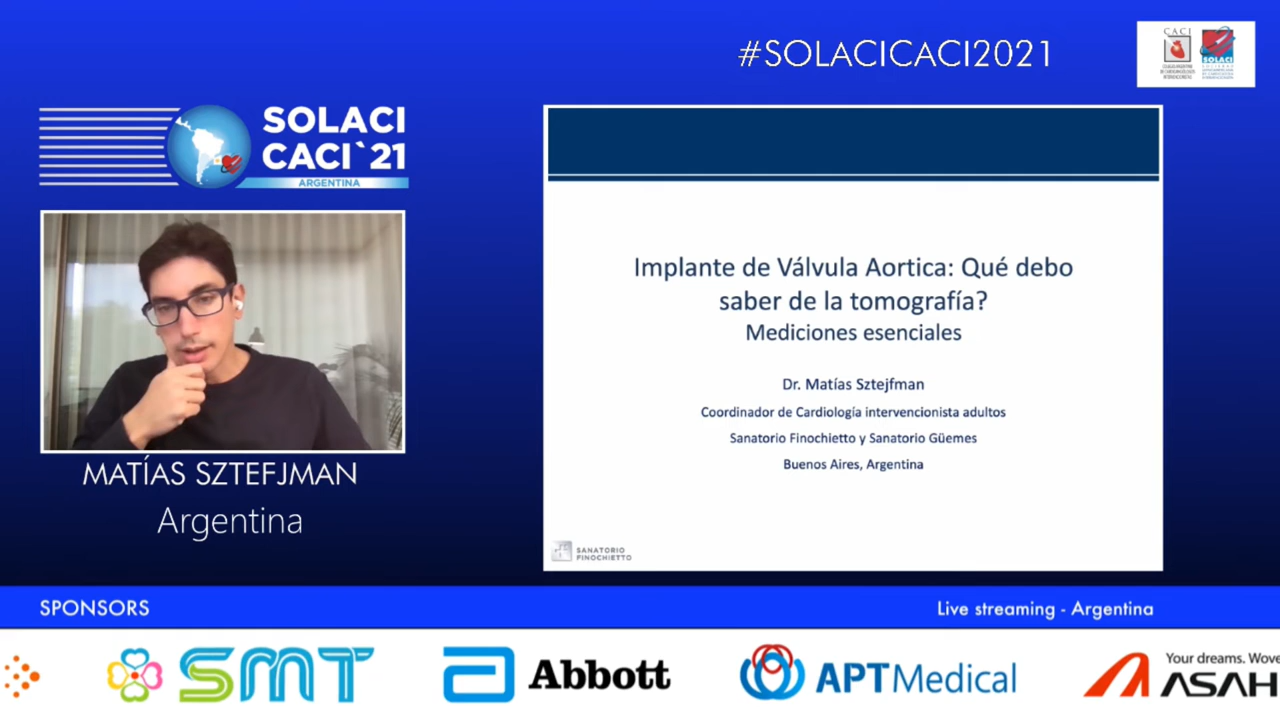 #SOLACICACI2021
CACI
SOLACI
SOLACI
CACI`21
ARGENTINA
Implante de Válvula Aortica: Qué debo
saber de la tomografía?
Mediciones esenciales
Dr. Matías Sztejfman
Coordinador de Cardiología intervencionista adultos
Sanatorio Finochietto y Sanatorio Güemes
Buenos Aires, Argentina
SANATORIO
FINOCHIETTO
MATÍAS SZTEFJMAN
Argentina
SPONSORS
Live streaming - Argentina
SMT
Abbott
APTMedical
Your dreams. Wove
ASAH